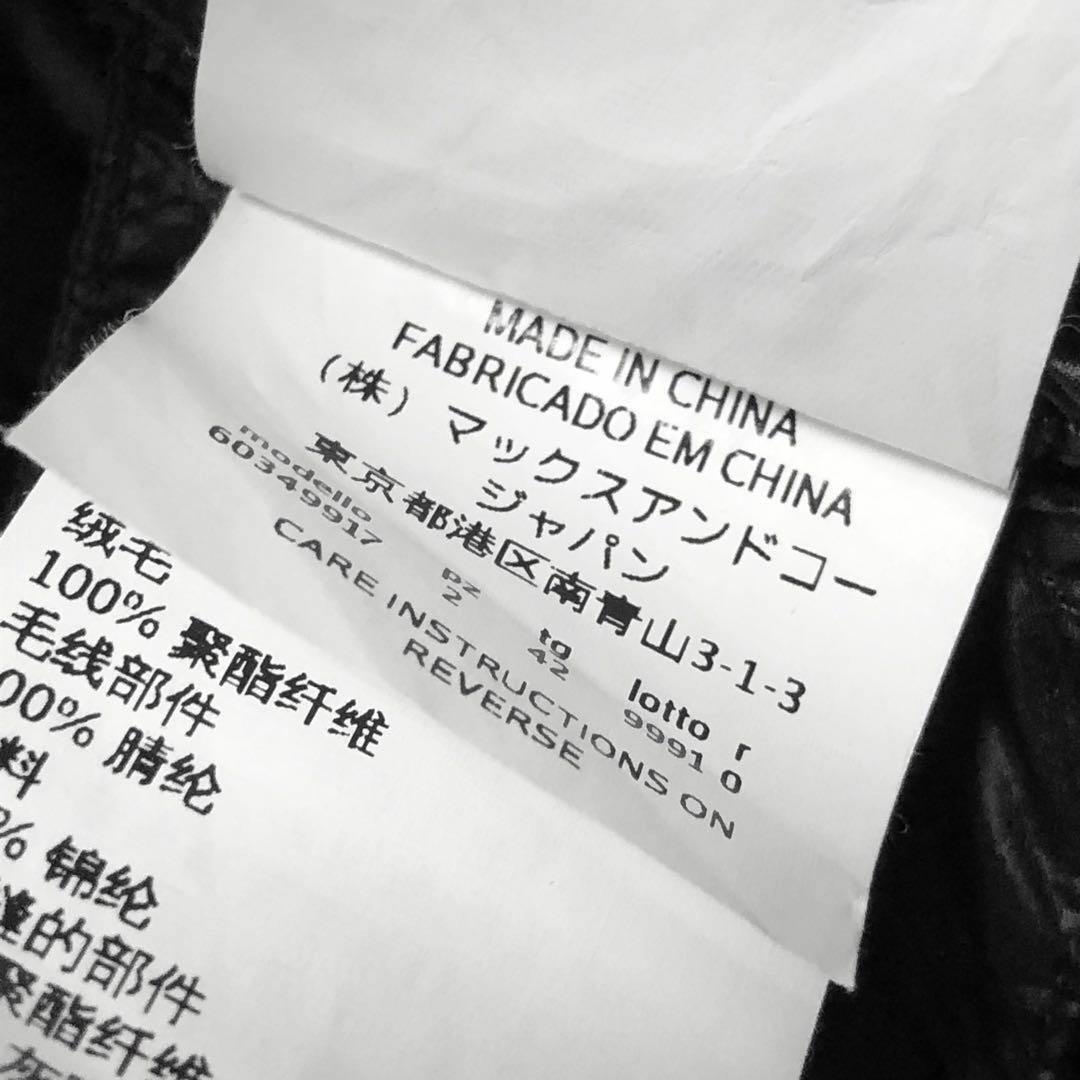 MADE IN CHINA
FABRICADO EM CHINA
(株) マックスアンドコー
ジャパン
東京都港区南青山3-1-3
modello pz tg lotto r
60349917 2 42 9991 0
CARE INSTRUCTIONS ON
REVERSE
绒毛
100% 聚酯纤维
毛线部件
00% 腈纶
料
% 锦纶
缝的部件
聚酯纤维